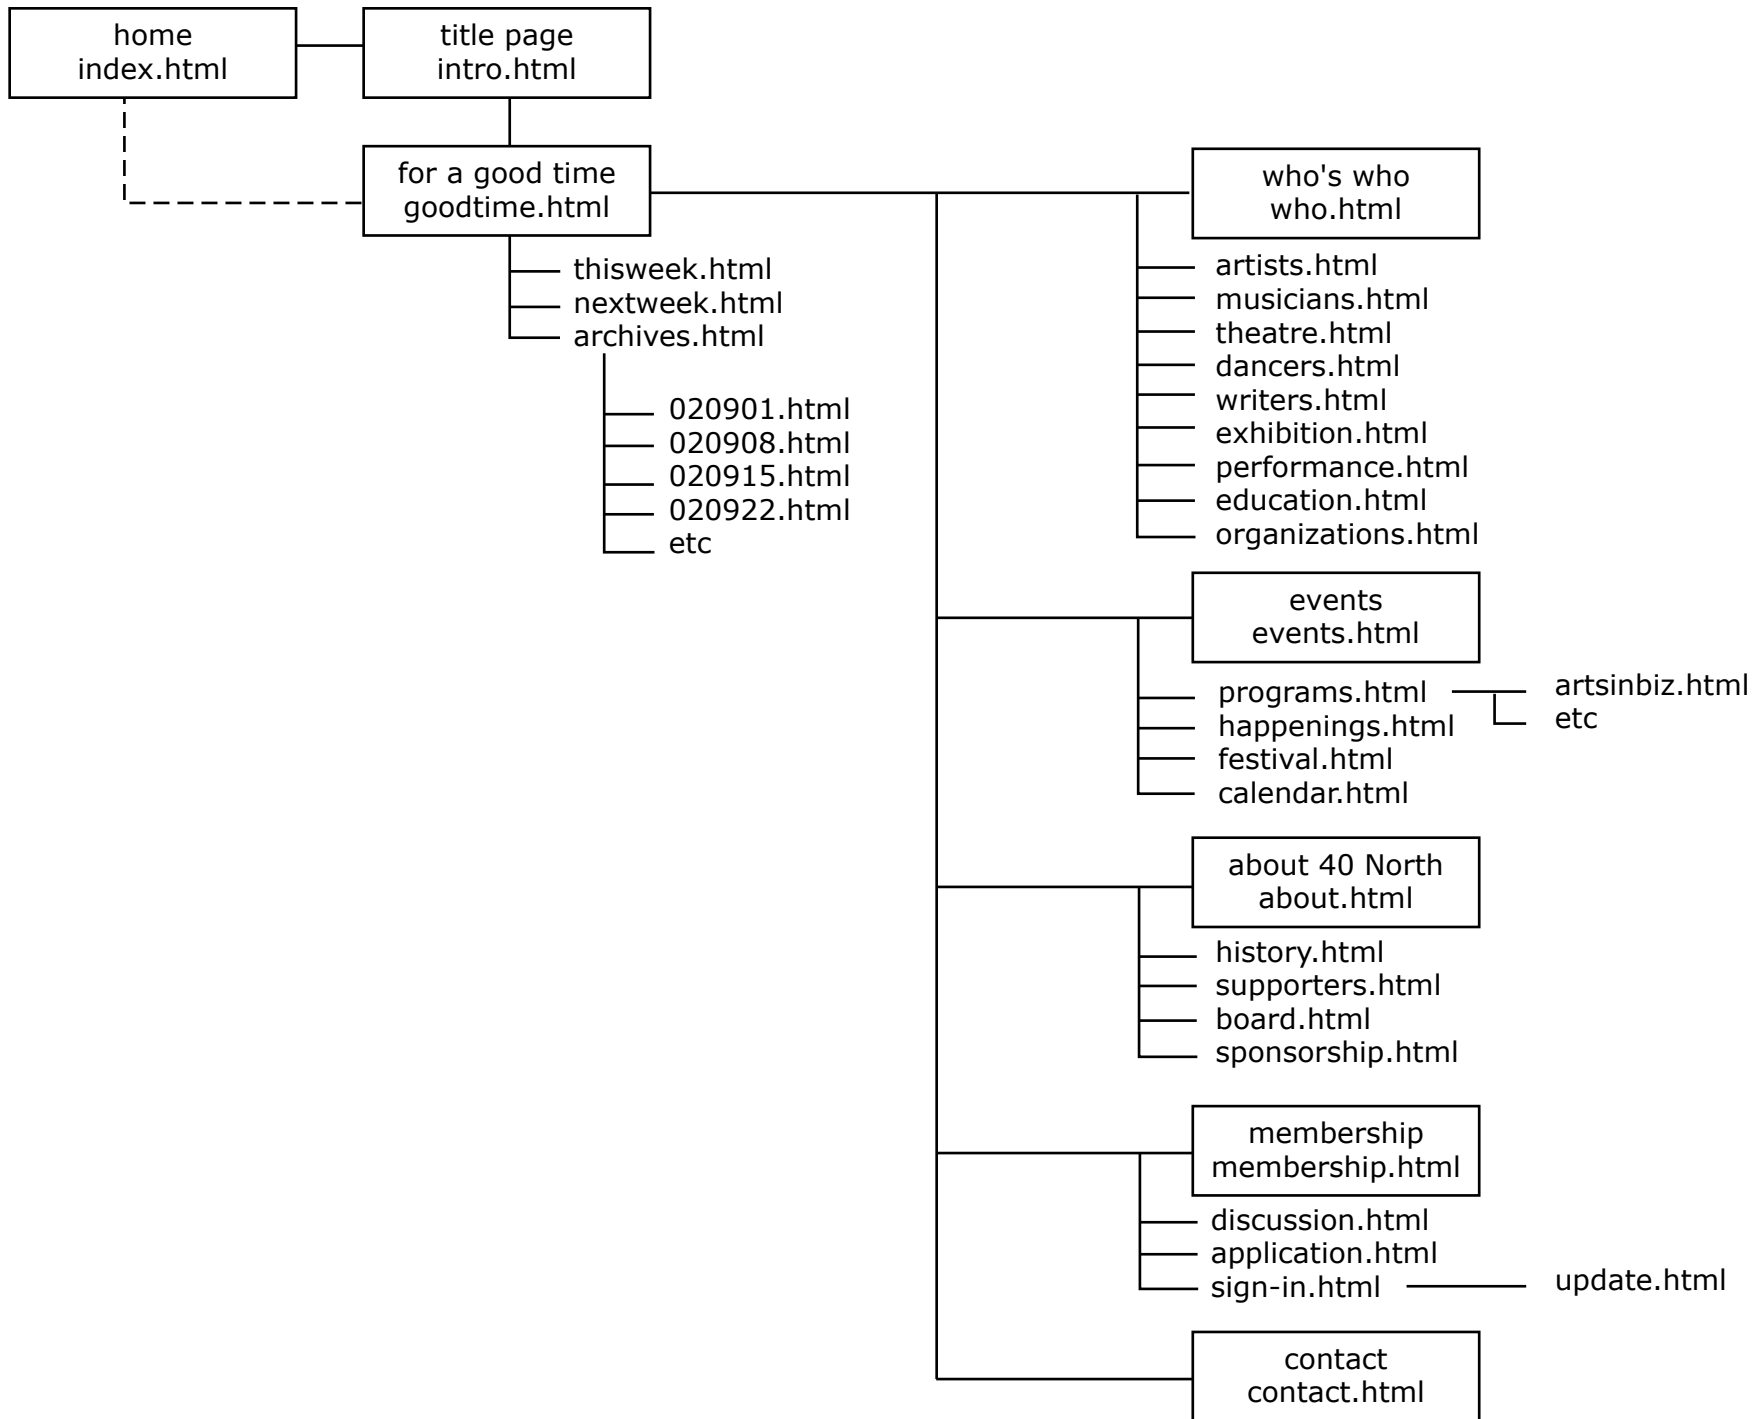 home
index.html
title page
intro.html
for a good time
goodtime.html
thisweek.html
nextweek.html
archives.html
020901.html
020908.html
020915.html
020922.html
etc
who's who
who.html
artists.html
musicians.html
theatre.html
dancers.html
writers.html
exhibition.html
performance.html
education.html
organizations.html
events
events.html
programs.html
happenings.html
festival.html
calendar.html
artsinbiz.html
etc
about 40 North
about.html
history.html
supporters.html
board.html
sponsorship.html
membership
membership.html
discussion.html
application.html
sign-in.html
update.html
contact
contact.html